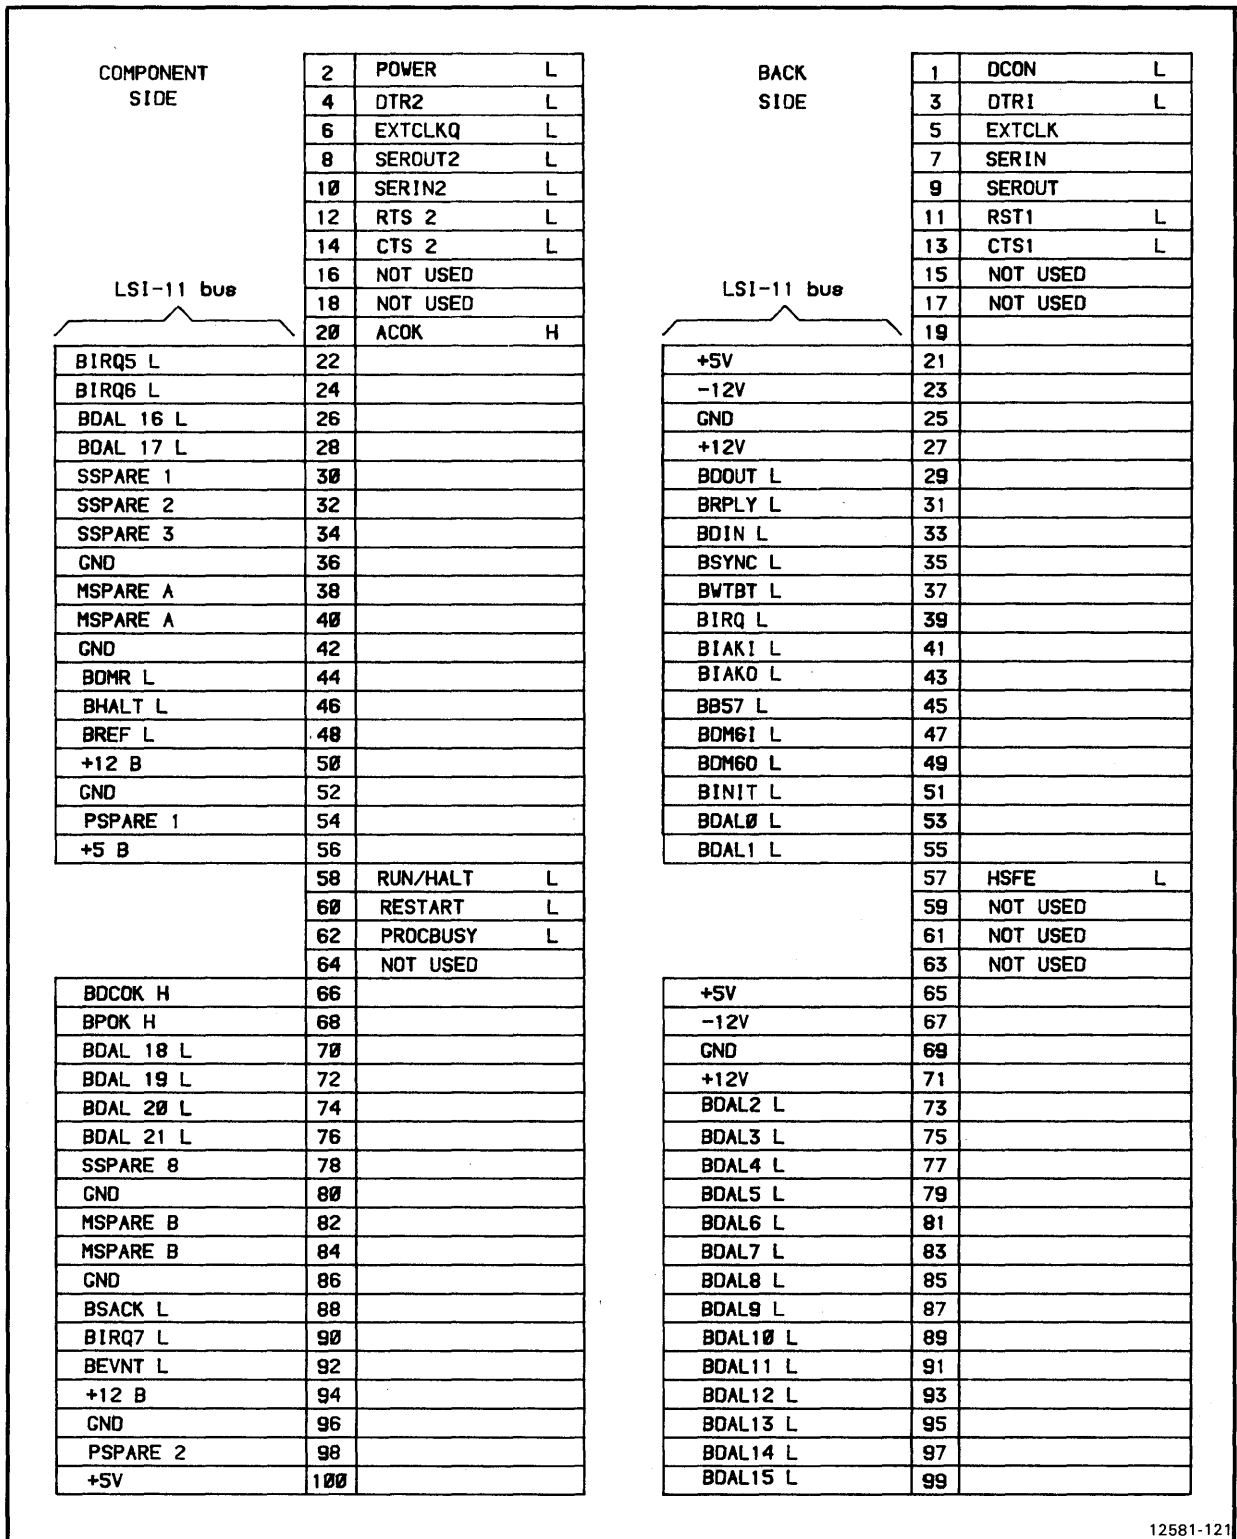 COMPONENT
SIDE
2 POWER L
4 DTR2 L
6 EXTCLKQ L
8 SEROUT2 L
10 SERIN2 L
12 RTS 2 L
14 CTS 2 L
16 NOT USED
18 NOT USED
20 ACOK H
LSI-11 bus
BIRQ5 L 22
BIRQ6 L 24
BDAL 16 L 26
BDAL 17 L 28
SSPARE 1 30
SSPARE 2 32
SSPARE 3 34
GND 36
MSPARE A 38
MSPARE A 40
GND 42
BDMR L 44
BHALT L 46
BREF L 48
+12 B 50
GND 52
PSPARE 1 54
+5 B 56
58 RUN/HALT L
60 RESTART L
62 PROCBUSY L
64 NOT USED
BDCOK H 66
BPOK H 68
BDAL 18 L 70
BDAL 19 L 72
BDAL 20 L 74
BDAL 21 L 76
SSPARE 8 78
GND 80
MSPARE B 82
MSPARE B 84
GND 86
BSACK L 88
BIRQ7 L 90
BEVNT L 92
+12 B 94
GND 96
PSPARE 2 98
+5V 100
BACK
SIDE
1 DCON L
3 DTRI L
5 EXTCLK
7 SERIN
9 SEROUT
11 RST1 L
13 CTS1 L
15 NOT USED
17 NOT USED
19
LSI-11 bus
+5V 21
-12V 23
GND 25
+12V 27
BDOUT L 29
BRPLY L 31
BDIN L 33
BSYNC L 35
BWTBT L 37
BIRQ L 39
BIAKI L 41
BIAKO L 43
BBS7 L 45
BDM6I L 47
BDM6O L 49
BINIT L 51
BDAL0 L 53
BDAL1 L 55
57 HSFE L
59 NOT USED
61 NOT USED
63 NOT USED
+5V 65
-12V 67
GND 69
+12V 71
BDAL2 L 73
BDAL3 L 75
BDAL4 L 77
BDAL5 L 79
BDAL6 L 81
BDAL7 L 83
BDAL8 L 85
BDAL9 L 87
BDAL10 L 89
BDAL11 L 91
BDAL12 L 93
BDAL13 L 95
BDAL14 L 97
BDAL15 L 99
12581-121